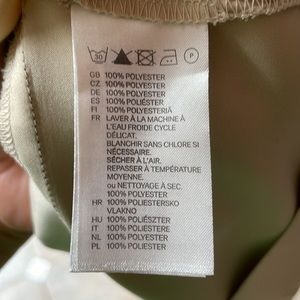 30 P
GB 100% POLYESTER
CZ 100% POLYESTER
DE 100% POLYESTER
ES 100% POLIÉSTER
FI 100% POLYESTERIÄ
FR LAVER À LA MACHINE À
L'EAU FROIDE CYCLE
DÉLICAT.
BLANCHIR SANS CHLORE SI
NÉCESSAIRE.
SÉCHER À L'AIR.
REPASSER À TEMPÉRATURE
MOYENNE.
ou NETTOYAGE À SEC.
100% POLYESTER
HR 100% POLIESTERSKO
VLAKNO
HU 100% POLIÉSZTER
IT 100% POLIESTERE
NL 100% POLYESTER
PL 100% POLIESTER